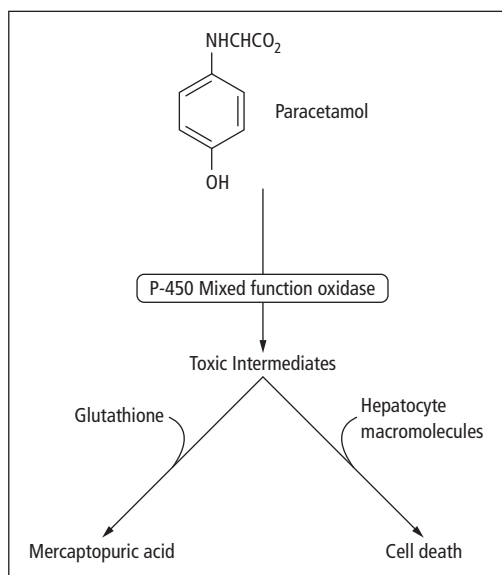 NHCHCO2
Paracetamol
OH
P-450 Mixed function oxidase
Toxic Intermediates
Glutathione
Hepatocyte
macromolecules
Mercaptopuric acid
Cell death